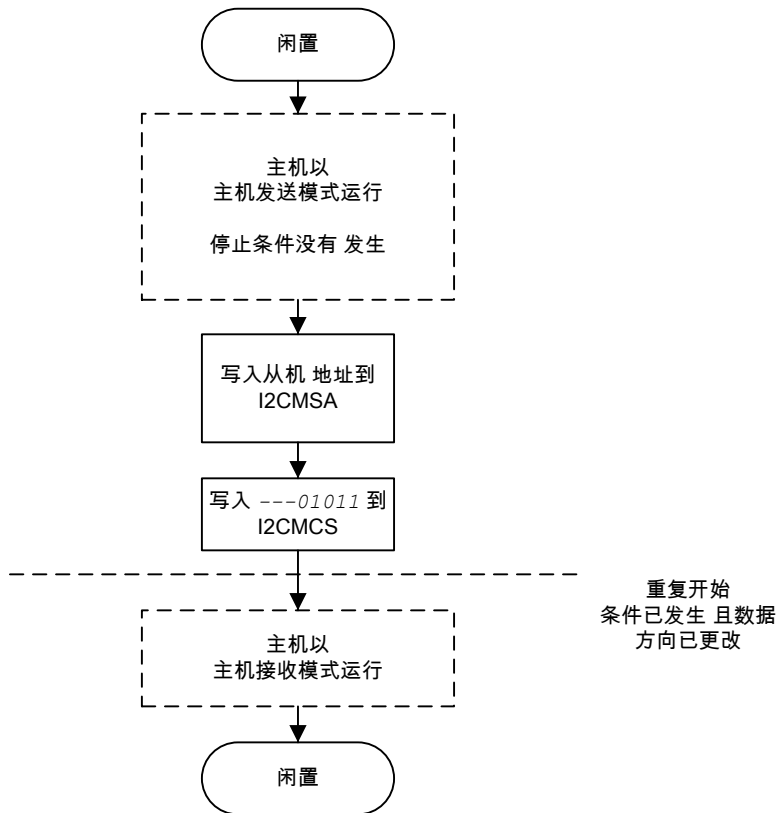 闲置
主机以
主机发送模式运行
停止条件没有 发生
写入从机 地址到
I2CMSA
写入 ---01011 到
I2CMCS
重复开始
条件已发生 且数据
方向已更改
主机以
主机接收模式运行
闲置